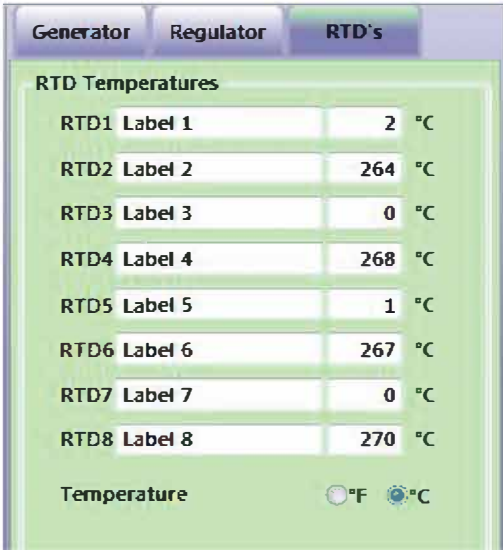 Generator Regulator RTD's
RTD Temperatures
RTD1 Label 1 2 °C
RTD2 Label 2 264 °C
RTD3 Label 3 0 °C
RTD4 Label 4 268 °C
RTD5 Label 5 1 °C
RTD6 Label 6 267 °C
RTD7 Label 7 0 °C
RTD8 Label 8 270 °C
Temperature °F °C